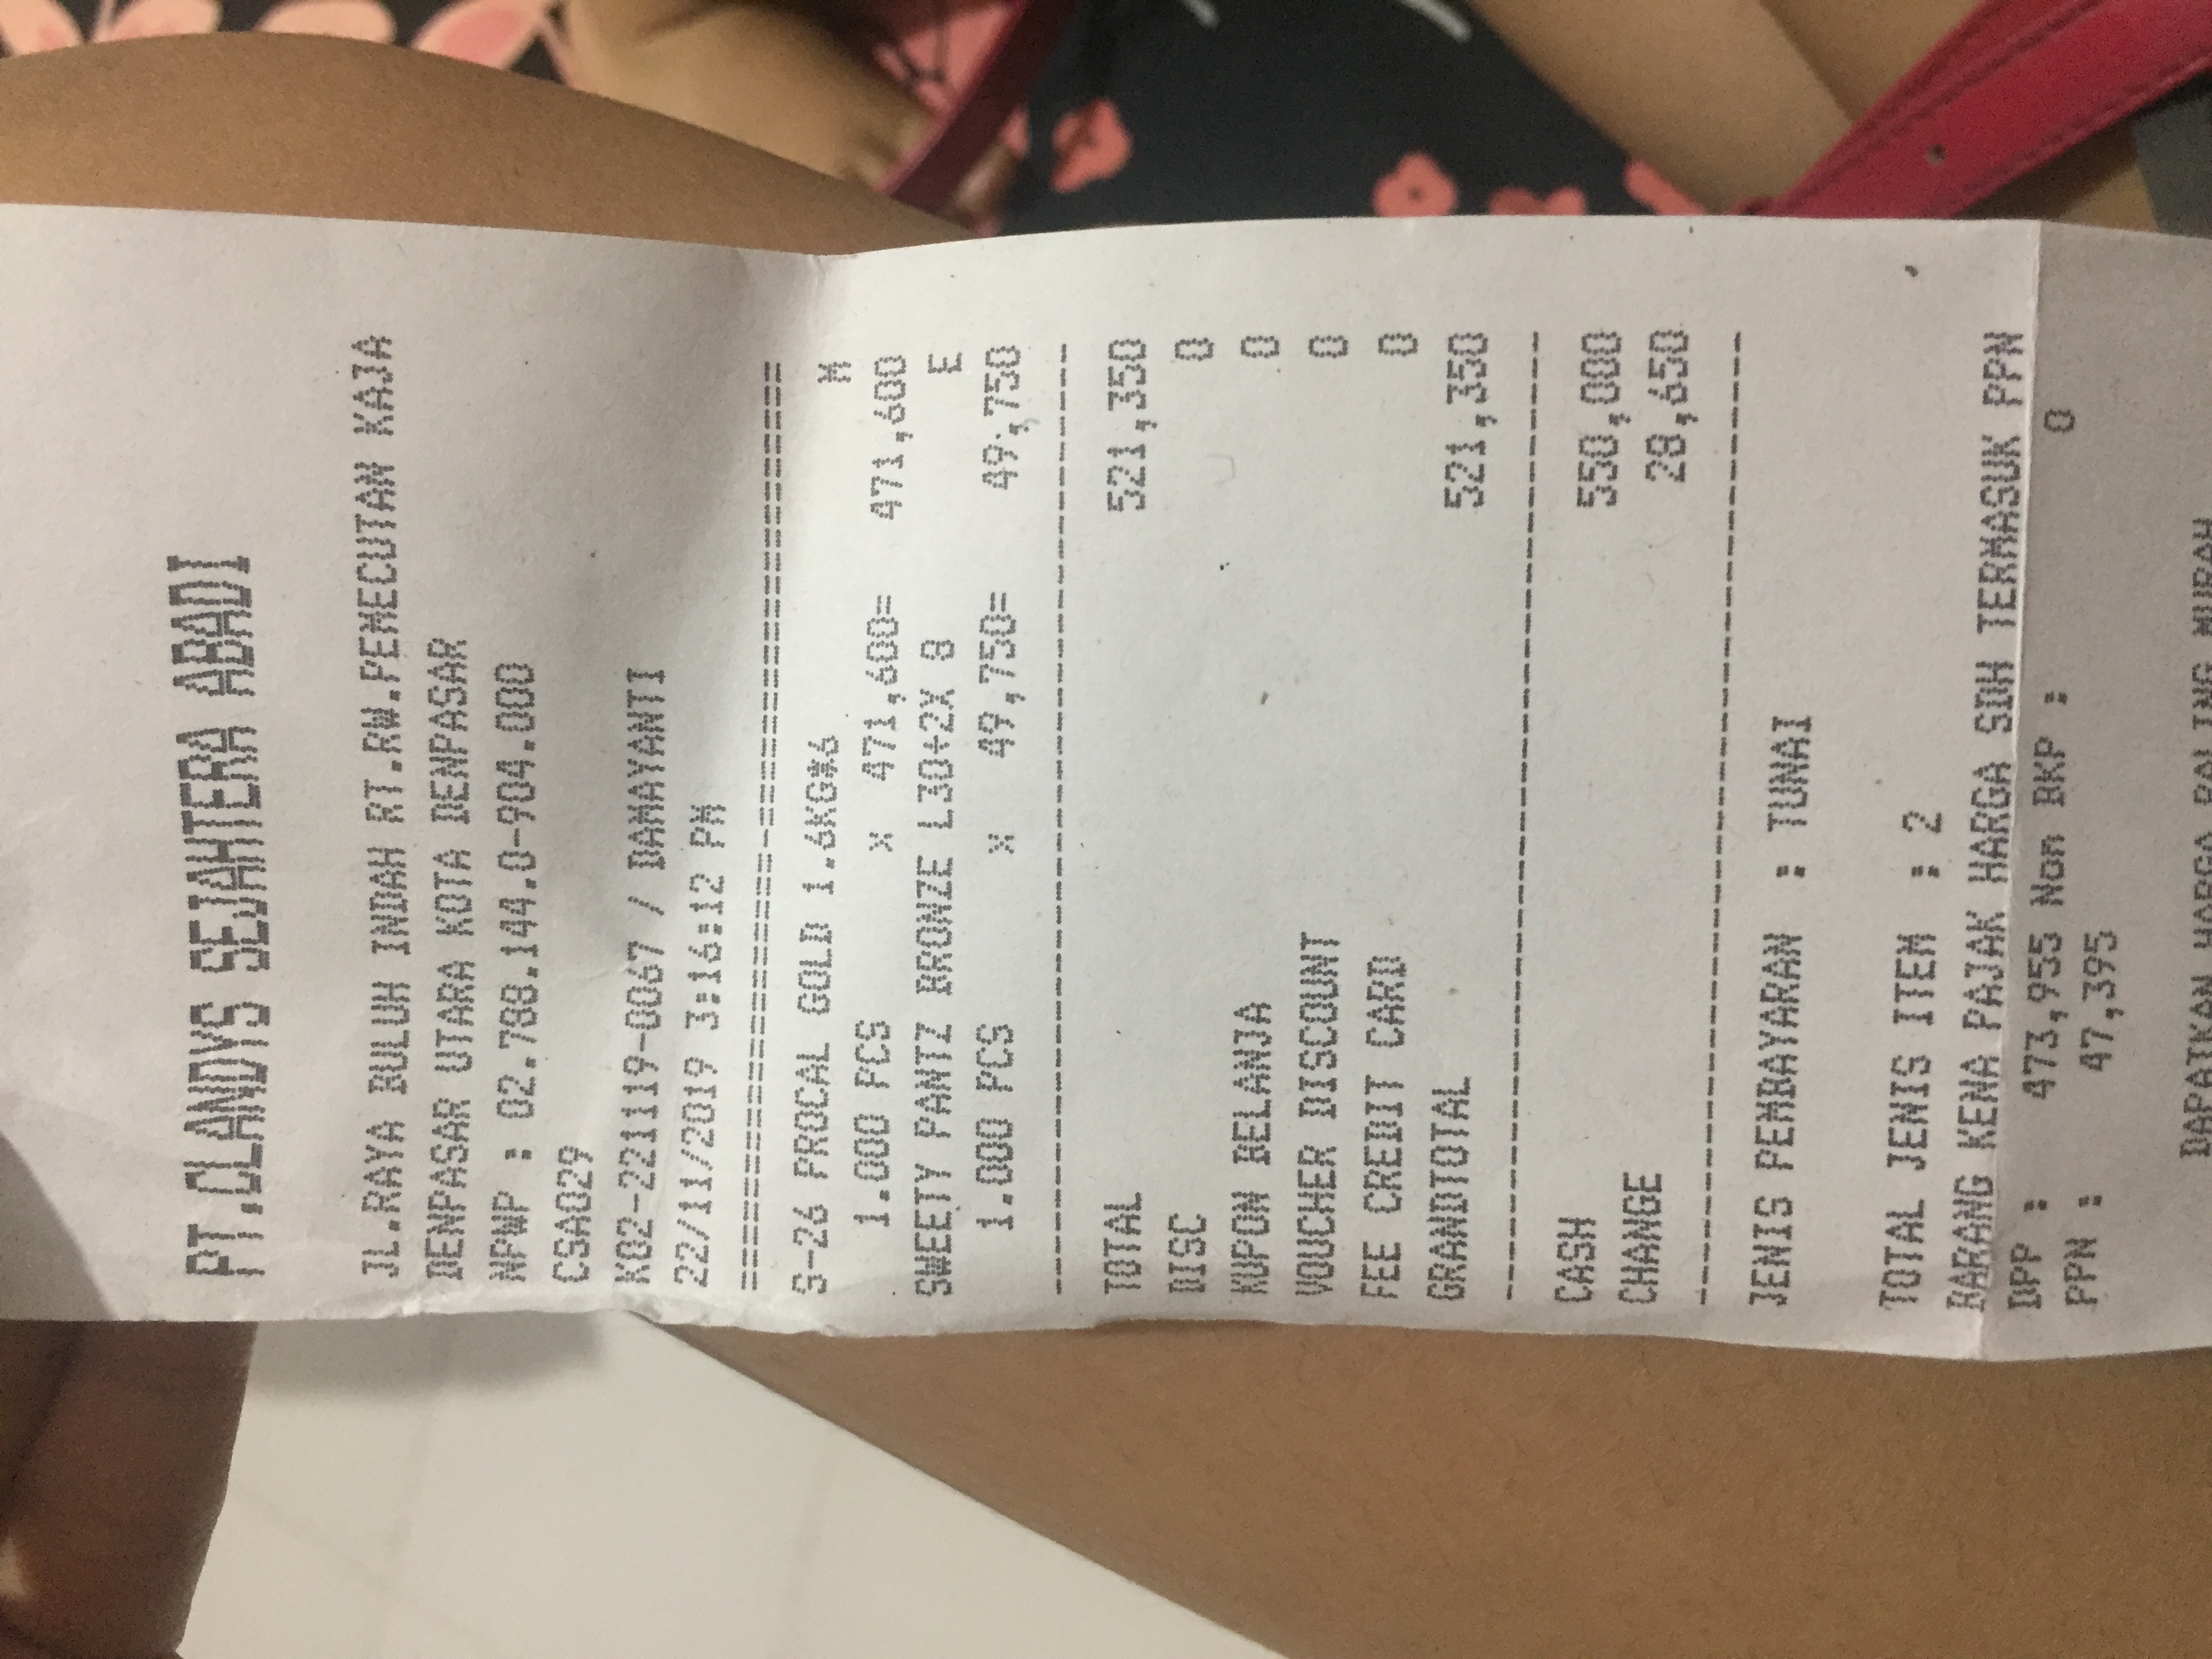 PT.CLANDYS SEJAHTERA ABADI
JL.RAYA BULUH INDAH RT.RW.PEMECUTAN KAJA
DENPASAR UTARA KOTA DENPASAR
NPWP : 02.788.144.0-904.000
CSA029
K02-221119-0067 / DAMAYANTI
22/11/2019 3:16:12 PM
S-26 PROCAL GOLD 1.6KG*6 M
1.000 PCS x 471,600= 471,600
SWEETY PANTZ BRONZE L30+2X 8 E
1.000 PCS x 49,750= 49,750
TOTAL 521,350
DISC 0
KUPON BELANJA 0
VOUCHER DISCOUNT 0
FEE CREDIT CARD 0
GRANDTOTAL 521,350
CASH 550,000
CHANGE 28,650
JENIS PEMBAYARAN : TUNAI
TOTAL JENIS ITEM : 2
BARANG KENA PAJAK HARGA SDH TERMASUK PPN
DPP : 473,955 Non BKP : 0
PPN : 47,395
DAPATKAN HARGA PALING MURAH